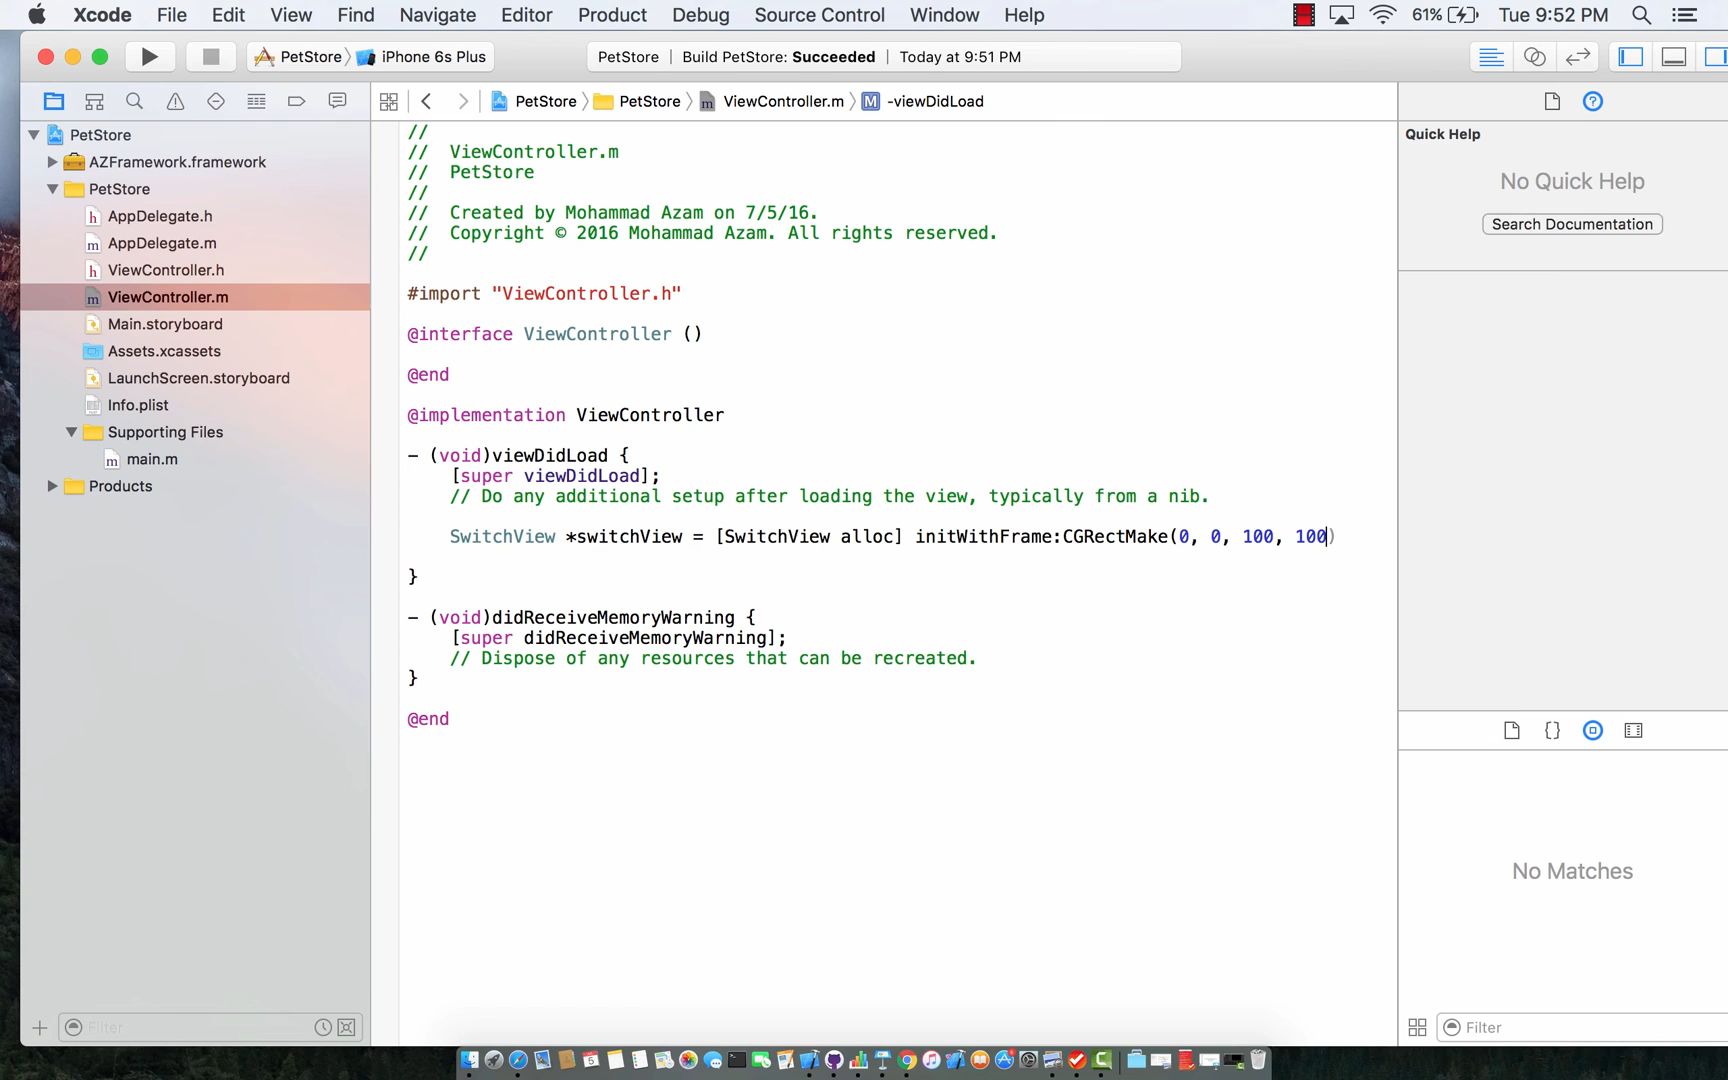 Xcode File Edit View Find Navigate Editor Product Debug Source Control Window Help 61% Tue 9:52 PM
PetStore iPhone 6s Plus PetStore | Build PetStore: Succeeded | Today at 9:51 PM
PetStore PetStore ViewController.m -viewDidLoad
PetStore
AZFramework.framework
PetStore
AppDelegate.h
AppDelegate.m
ViewController.h
ViewController.m
Main.storyboard
Assets.xcassets
LaunchScreen.storyboard
Info.plist
Supporting Files
main.m
Products
Filter
//
// ViewController.m
// PetStore
//
// Created by Mohammad Azam on 7/5/16.
// Copyright © 2016 Mohammad Azam. All rights reserved.
//
#import "ViewController.h"
@interface ViewController ()
@end
@implementation ViewController
- (void)viewDidLoad {
[super viewDidLoad];
// Do any additional setup after loading the view, typically from a nib.
SwitchView *switchView = [SwitchView alloc] initWithFrame:CGRectMake(0, 0, 100, 100)
}
- (void)didReceiveMemoryWarning {
[super didReceiveMemoryWarning];
// Dispose of any resources that can be recreated.
}
@end
Quick Help
No Quick Help
Search Documentation
No Matches
Filter